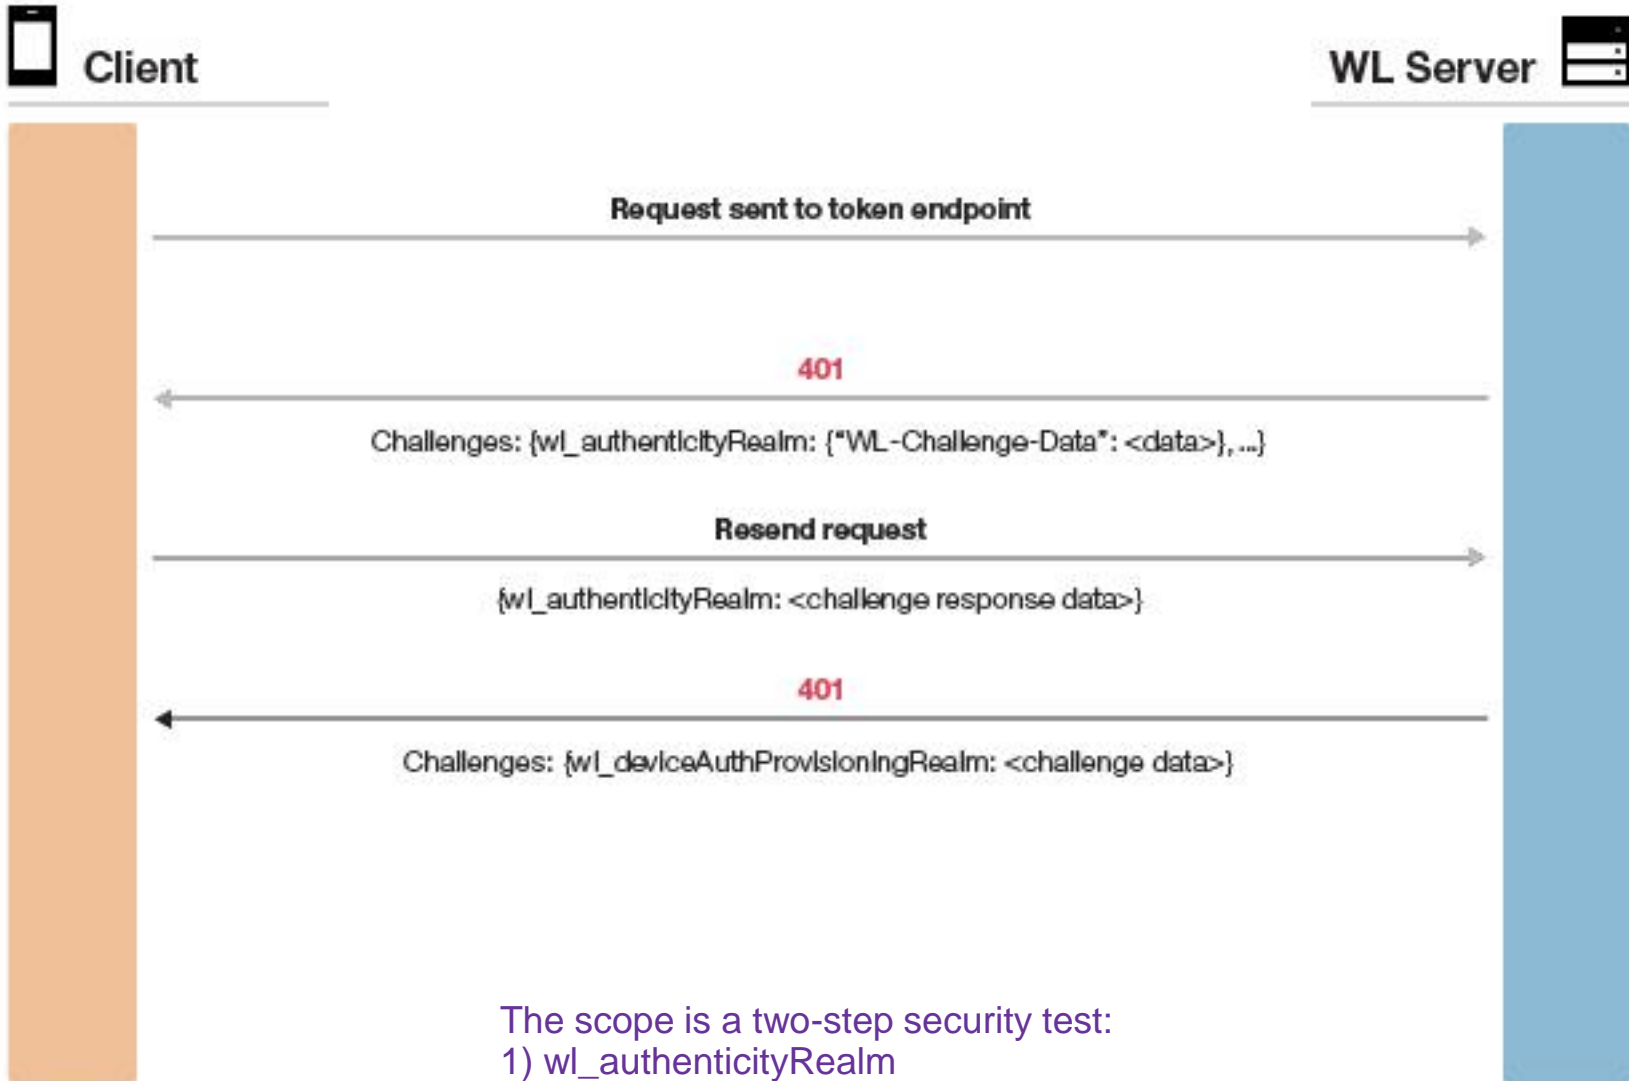 Client
WL Server
Request sent to token endpoint
401
Challenges: {wl_authenticityRealm: {"WL-Challenge-Data": <data>}, ...}
Resend request
{wl_authenticityRealm: <challenge response data>}
401
Challenges: {wl_deviceAuthProvisioningRealm: <challenge data>}
The scope is a two-step security test:
1) wl_authenticityRealm